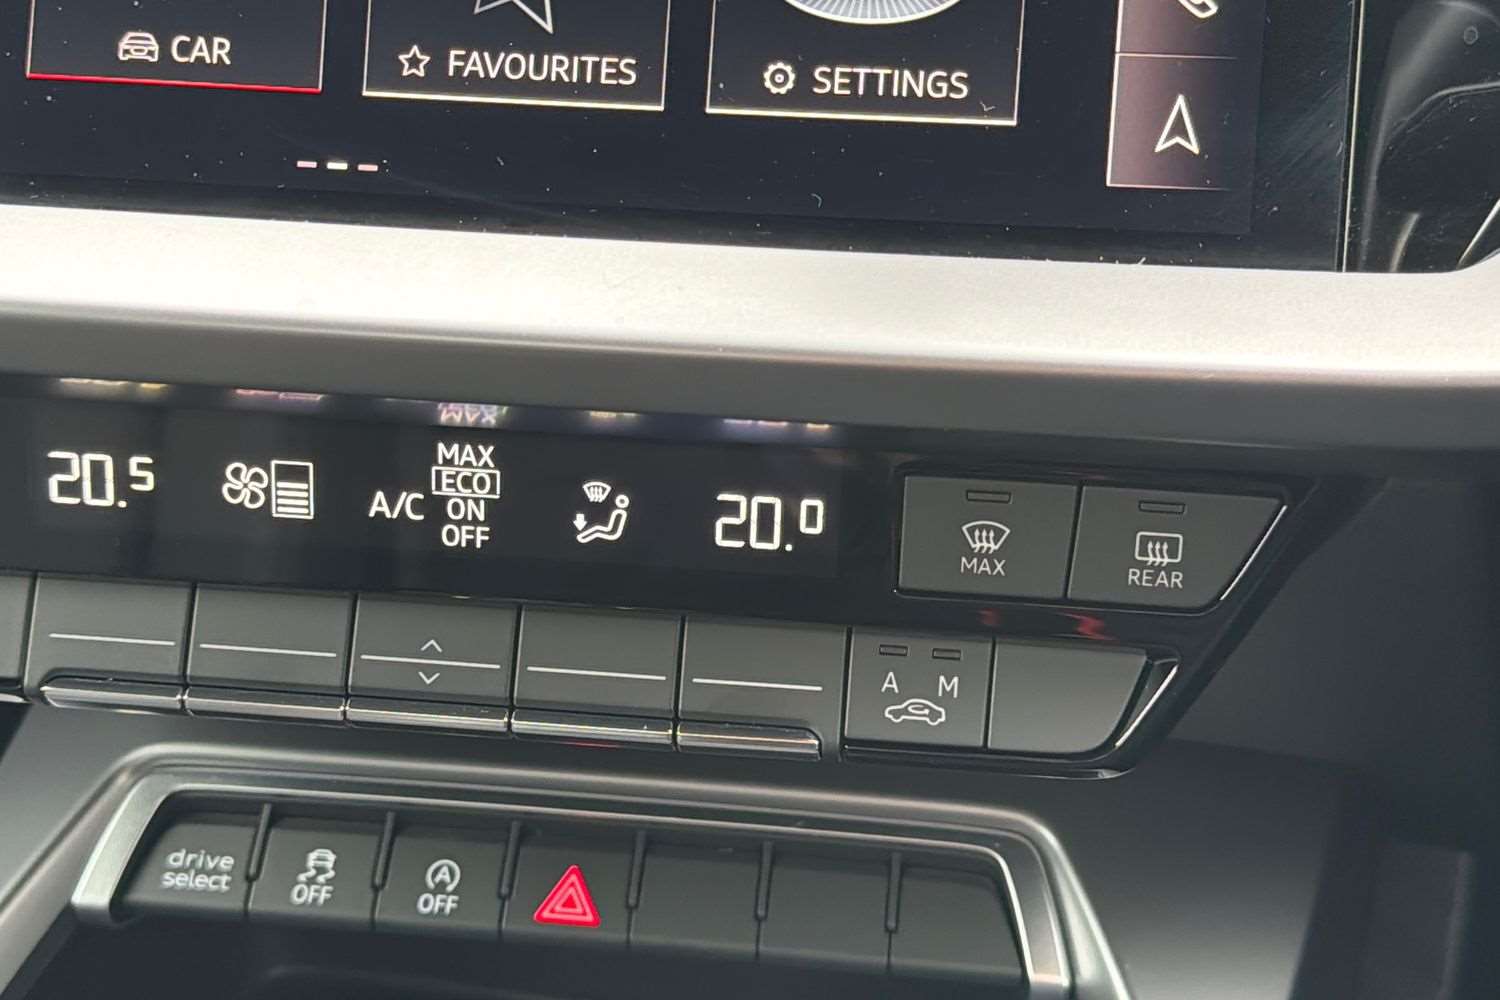 CAR
FAVOURITES
SETTINGS
20.5
A/C
MAX
ECO
ON
OFF
20.0
MAX
REAR
A M
drive
select
OFF
A
OFF